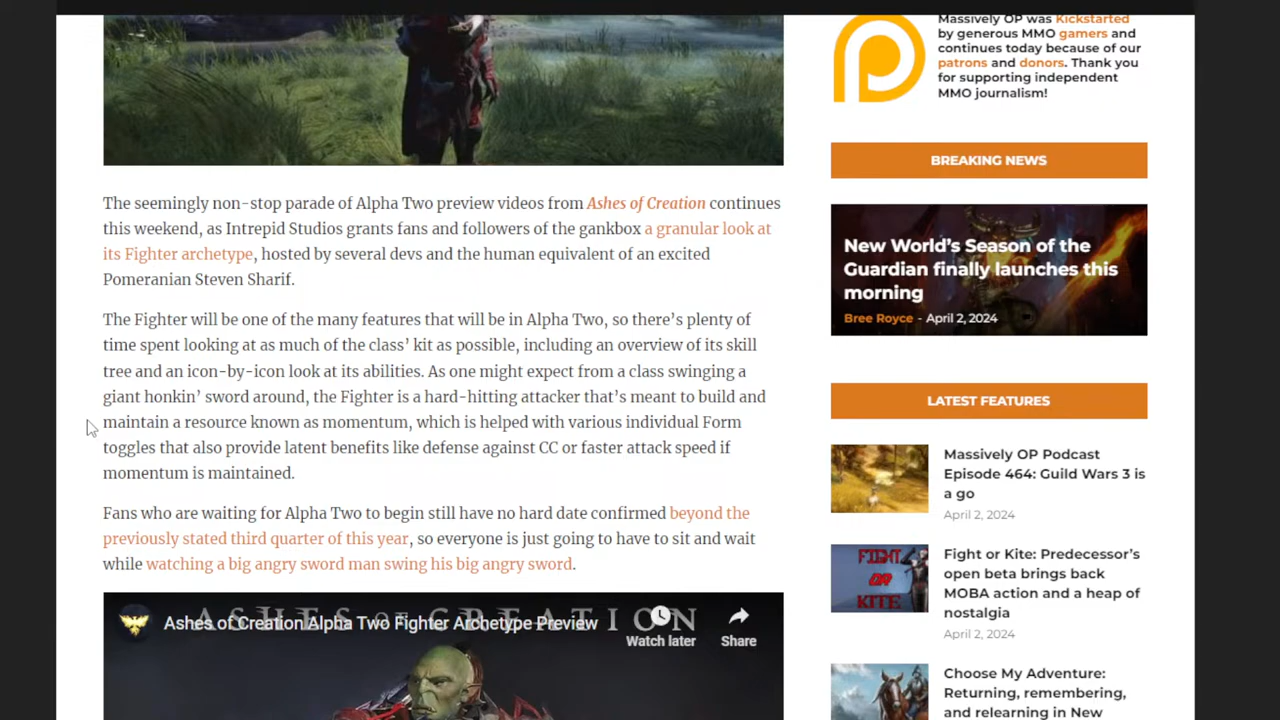 The seemingly non-stop parade of Alpha Two preview videos from Ashes of Creation continues
this weekend, as Intrepid Studios grants fans and followers of the gankbox a granular look at
its Fighter archetype, hosted by several devs and the human equivalent of an excited
Pomeranian Steven Sharif.
The Fighter will be one of the many features that will be in Alpha Two, so there's plenty of
time spent looking at as much of the class' kit as possible, including an overview of its skill
tree and an icon-by-icon look at its abilities. As one might expect from a class swinging a
giant honkin' sword around, the Fighter is a hard-hitting attacker that's meant to build and
maintain a resource known as momentum, which is helped with various individual Form
toggles that also provide latent benefits like defense against CC or faster attack speed if
momentum is maintained.
Fans who are waiting for Alpha Two to begin still have no hard date confirmed beyond the
previously stated third quarter of this year, so everyone is just going to have to sit and wait
while watching a big angry sword man swing his big angry sword.
ASHES OF CREATION
Ashes of Creation Alpha Two Fighter Archetype Preview
Watch later
Share
Massively OP was Kickstarted
by generous MMO gamers and
continues today because of our
patrons and donors. Thank you
for supporting independent
MMO journalism!
BREAKING NEWS
New World's Season of the
Guardian finally launches this
morning
Bree Royce - April 2, 2024
LATEST FEATURES
Massively OP Podcast
Episode 464: Guild Wars 3 is
a go
April 2, 2024
FIGHT
OR
KITE
Fight or Kite: Predecessor's
open beta brings back
MOBA action and a heap of
nostalgia
April 2, 2024
Choose My Adventure:
Returning, remembering,
and relearning in New